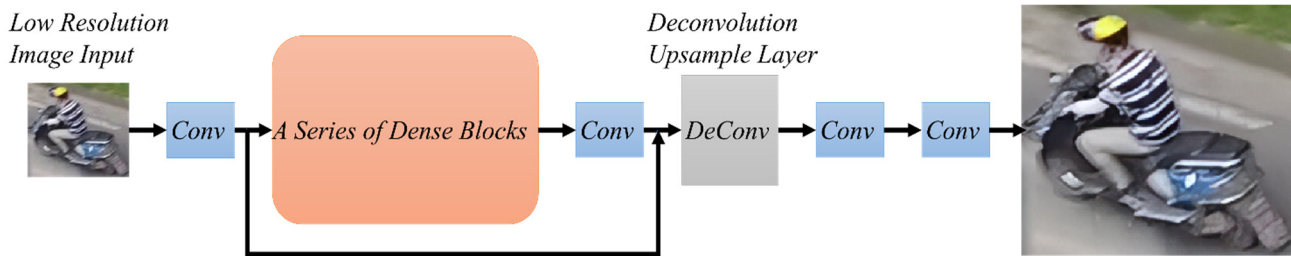 Low Resolution
Image Input
Deconvolution
Upsample Layer
Conv
A Series of Dense Blocks
Conv
DeConv
Conv
Conv